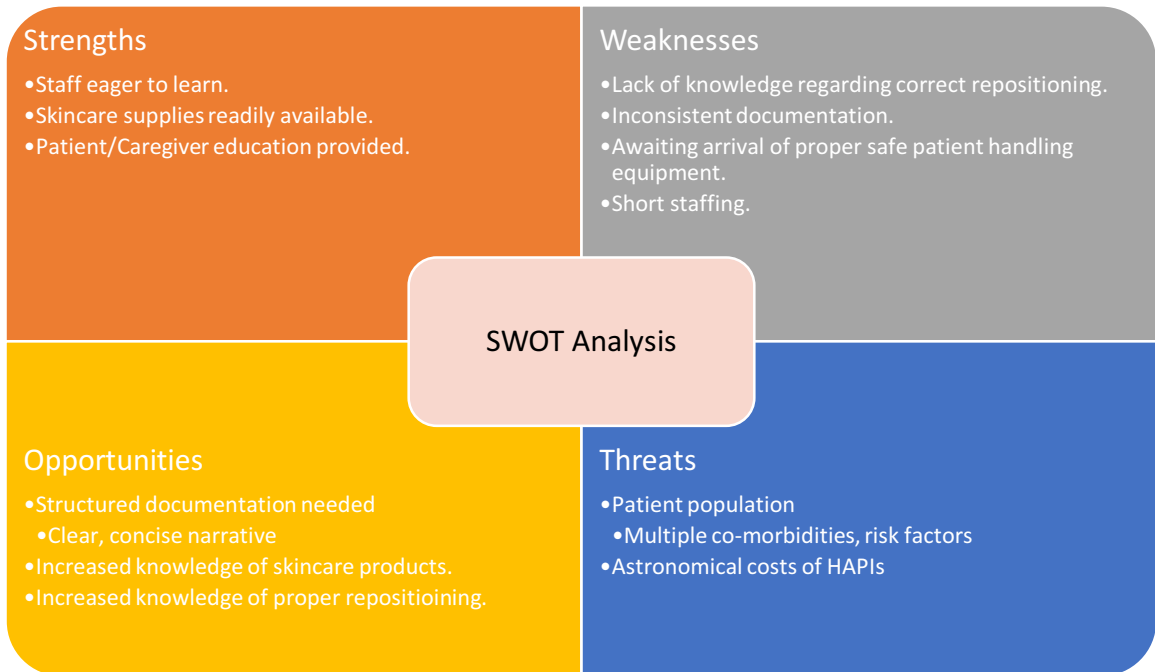 Strengths
•Staff eager to learn.
•Skincare supplies readily available.
•Patient/Caregiver education provided.
Weaknesses
•Lack of knowledge regarding correct repositioning.
•Inconsistent documentation.
•Awaiting arrival of proper safe patient handling
equipment.
•Short staffing.
SWOT Analysis
Opportunities
•Structured documentation needed
•Clear, concise narrative
•Increased knowledge of skincare products.
•Increased knowledge of proper repositioining.
Threats
•Patient population
•Multiple co-morbidities, risk factors
•Astronomical costs of HAPIs